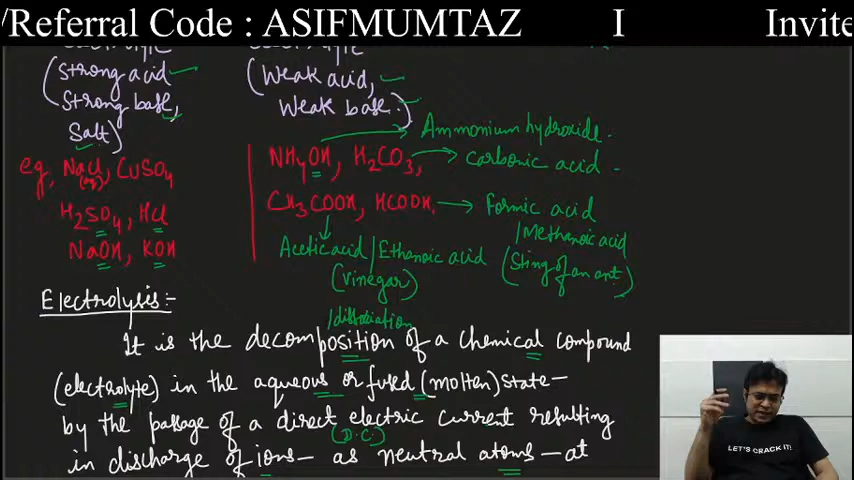 /Referral Code : ASIFMUMTAZ I Invite
(Strong acid
Strong base,
Salt)
(Weak acid,
Weak base.)
eg, NaCl, CuSO4
(aq)
H2SO4, HCl
NaOH, KOH
Ammonium hydroxide.
NH4OH, H2CO3, → Carbonic acid
CH3COOH, HCOOH, → Formic acid
/Methanoic acid
(Sting of an ant)
Acetic acid/Ethanoic acid
(Vinegar)
Electrolysis:-
/dissociation
It is the decomposition of a chemical compound
(electrolyte) in the aqueous or fused (molten) state-
by the passage of a direct electric current resulting
(D.C.)
in discharge of ions- as neutral atoms - at
LET'S CRACK IT!